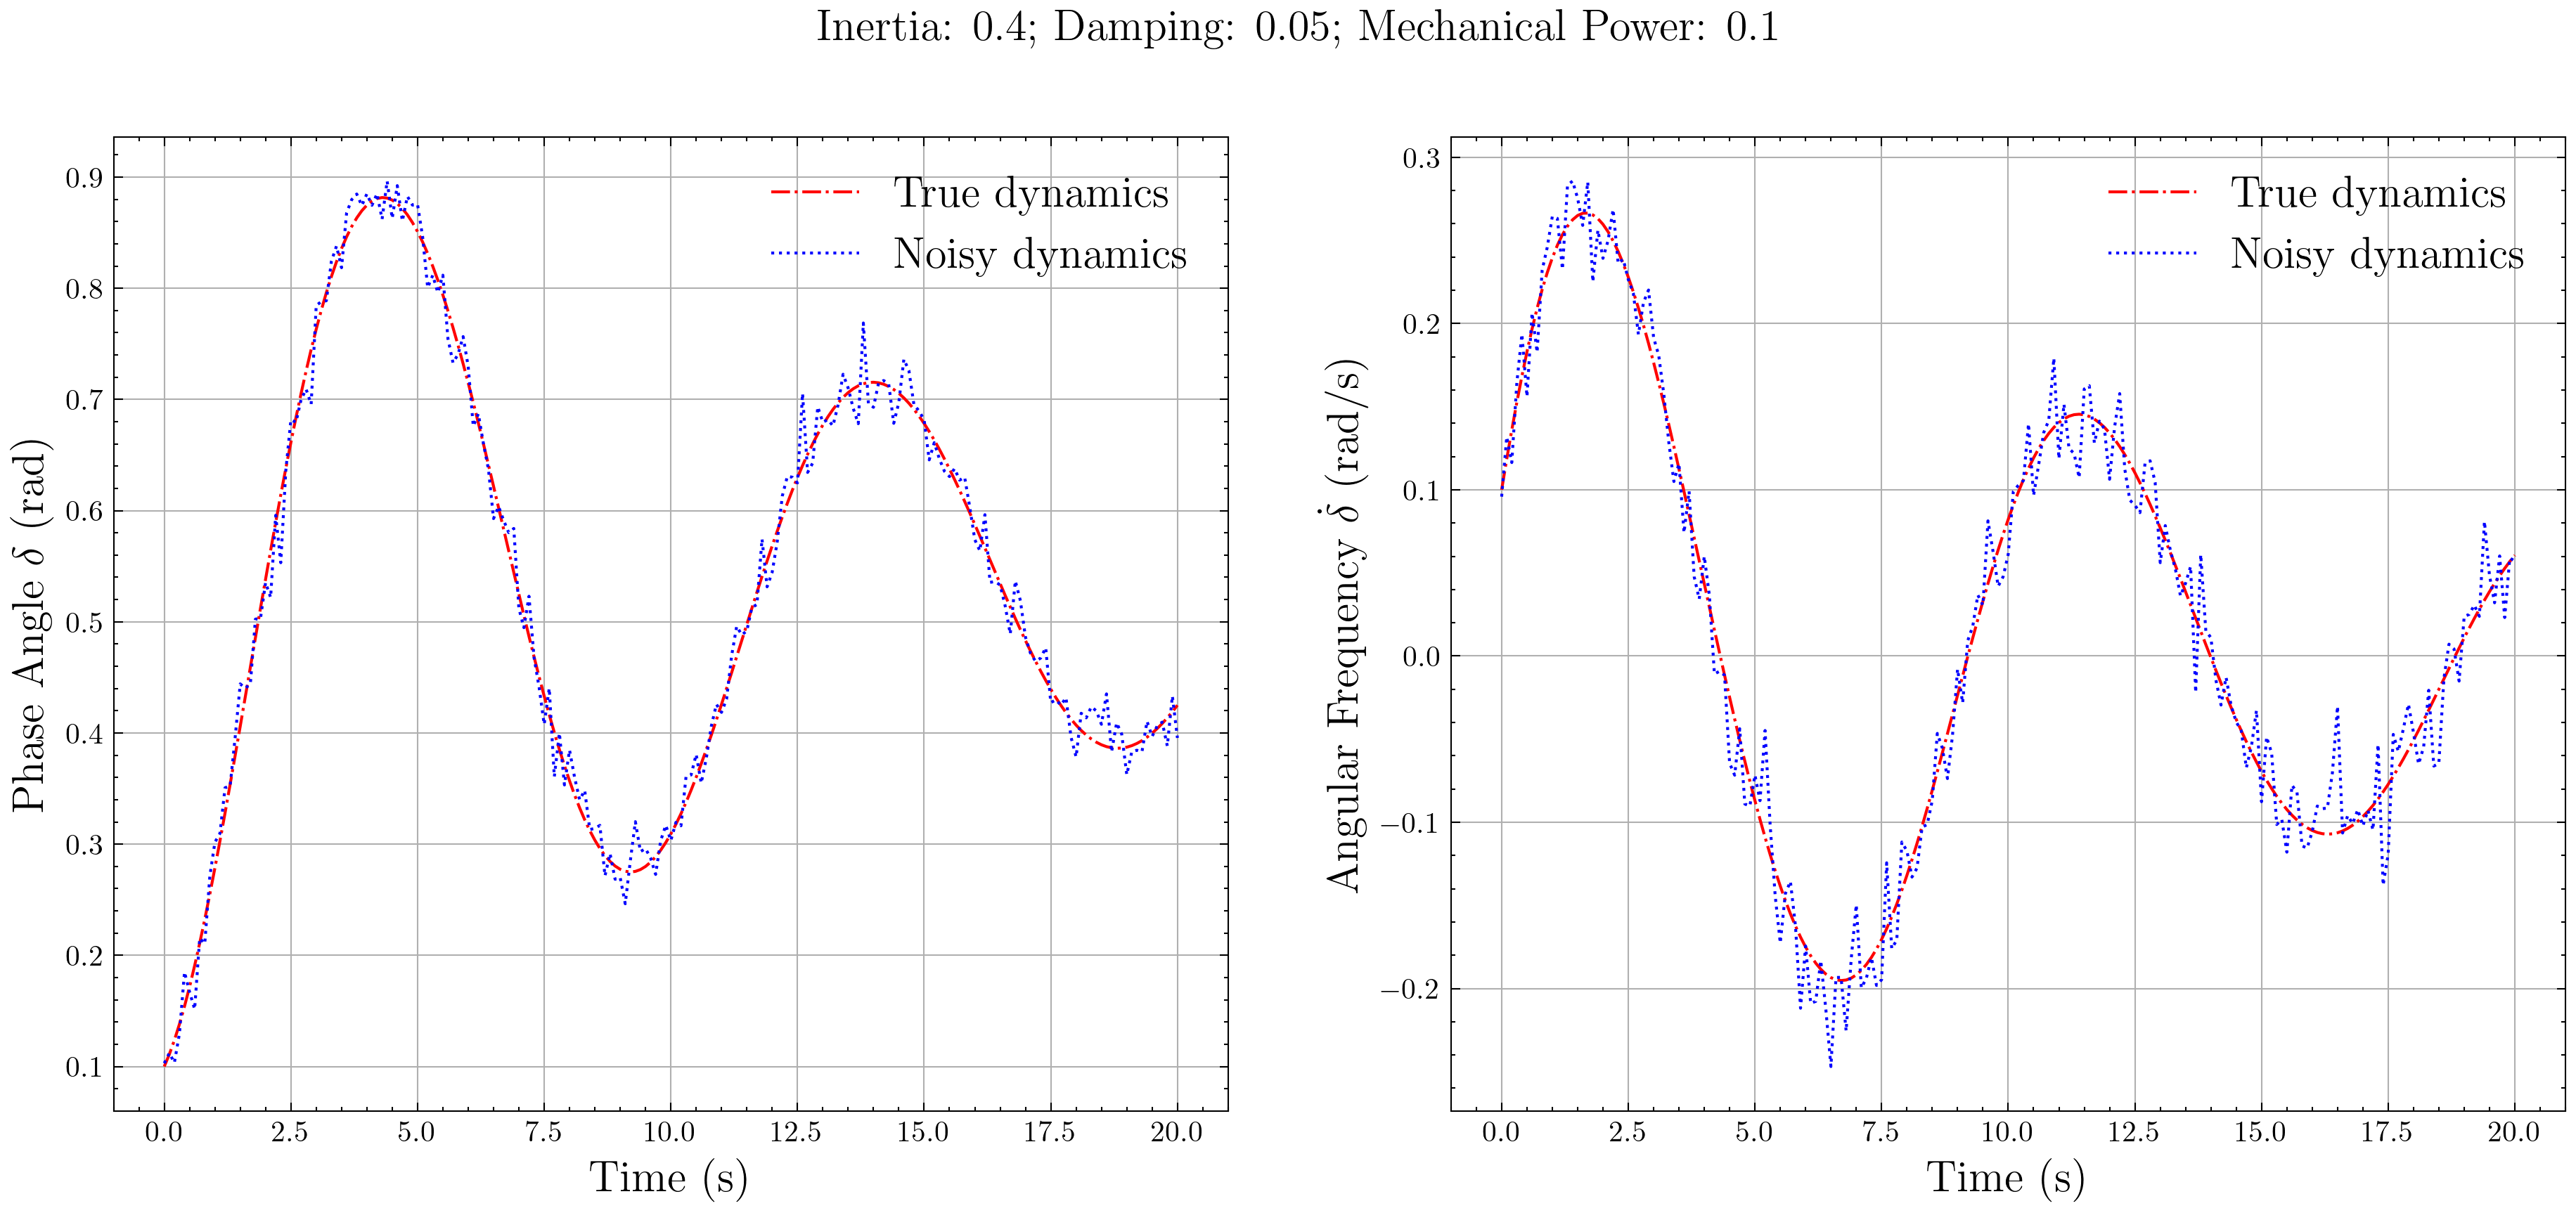 Inertia: 0.4; Damping: 0.05; Mechanical Power: 0.1
Phase Angle δ (rad)
0.9
0.8
0.7
0.6
0.5
0.4
0.3
0.2
0.1
True dynamics
Noisy dynamics
0.0 2.5 5.0 7.5 10.0 12.5 15.0 17.5 20.0
Time (s)
Angular Frequency δ̇ (rad/s)
0.3
0.2
0.1
0.0
−0.1
−0.2
True dynamics
Noisy dynamics
0.0 2.5 5.0 7.5 10.0 12.5 15.0 17.5 20.0
Time (s)